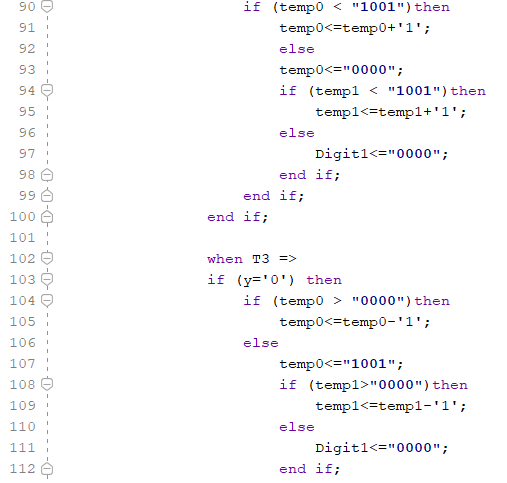 90 if (temp0 < "1001")then
91 temp0<=temp0+'1';
92 else
93 temp0<="0000";
94 if (temp1 < "1001")then
95 temp1<=temp1+'1';
96 else
97 Digit1<="0000";
98 end if;
99 end if;
100 end if;
101
102 when T3 =>
103 if (y='0') then
104 if (temp0 > "0000")then
105 temp0<=temp0-'1';
106 else
107 temp0<="1001";
108 if (temp1>"0000")then
109 temp1<=temp1-'1';
110 else
111 Digit1<="0000";
112 end if;